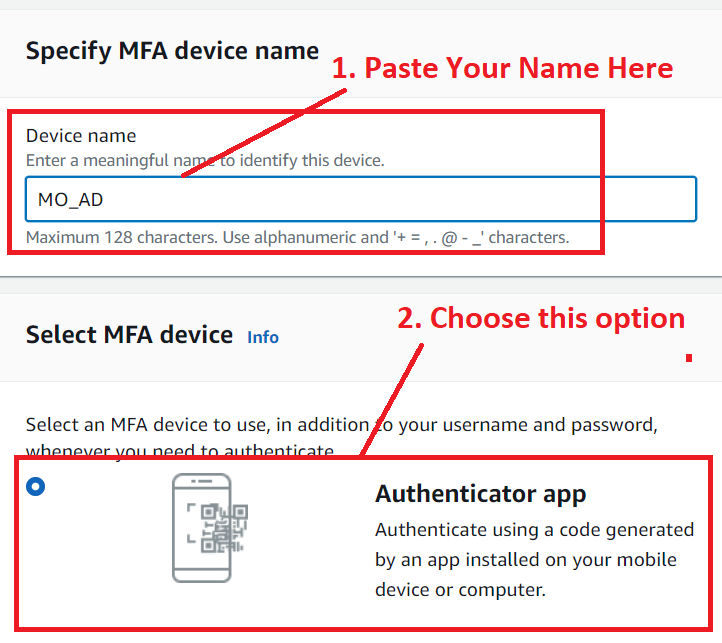 Specify MFA device name
1. Paste Your Name Here
Device name
Enter a meaningful name to identify this device.
MO_AD
Maximum 128 characters. Use alphanumeric and '+ = , . @ - _' characters.
2. Choose this option
Select MFA device Info
Select an MFA device to use, in addition to your username and password,
whenever you need to authenticate.
Authenticator app
Authenticate using a code generated
by an app installed on your mobile
device or computer.